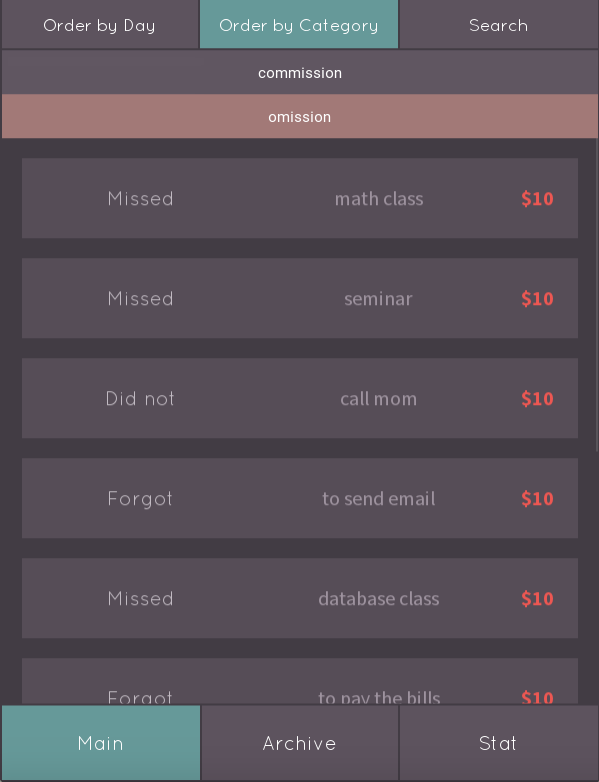 Order by Day Order by Category Search
commission
omission
Missed math class $10
Missed seminar $10
Did not call mom $10
Forgot to send email $10
Missed database class $10
Forgot to pay the bills $10
Main Archive Stat